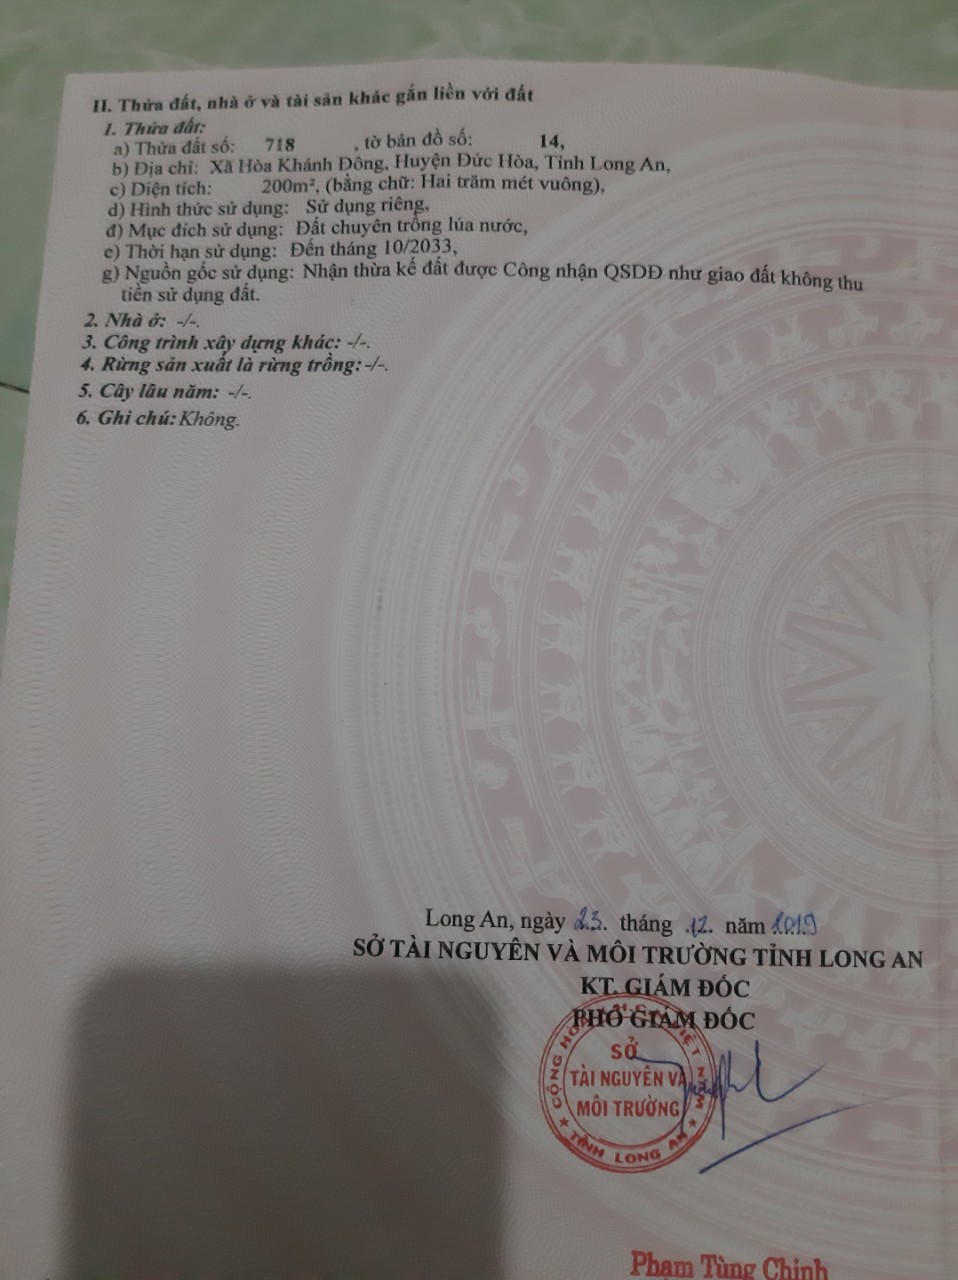 II. Thửa đất, nhà ở và tài sản khác gắn liền với đất
1. Thửa đất:
a) Thửa đất số: 718 , tờ bản đồ số: 14,
b) Địa chỉ: Xã Hòa Khánh Đông, Huyện Đức Hòa, Tỉnh Long An,
c) Diện tích: 200m², (bằng chữ: Hai trăm mét vuông),
d) Hình thức sử dụng: Sử dụng riêng,
đ) Mục đích sử dụng: Đất chuyên trồng lúa nước,
e) Thời hạn sử dụng: Đến tháng 10/2033,
g) Nguồn gốc sử dụng: Nhận thừa kế đất được Công nhận QSDĐ như giao đất không thu
tiền sử dụng đất.
2. Nhà ở: -/-.
3. Công trình xây dựng khác: -/-.
4. Rừng sản xuất là rừng trồng: -/-.
5. Cây lâu năm: -/-.
6. Ghi chú: Không.
Long An, ngày 23. tháng .12. năm 2019
SỞ TÀI NGUYÊN VÀ MÔI TRƯỜNG TỈNH LONG AN
KT. GIÁM ĐỐC
PHÓ GIÁM ĐỐC
CỘNG HÒA X.H.C.N VIỆT NAM
SỞ
TÀI NGUYÊN VÀ
MÔI TRƯỜNG
★ TỈNH LONG AN ★
Phạm Tùng Chinh